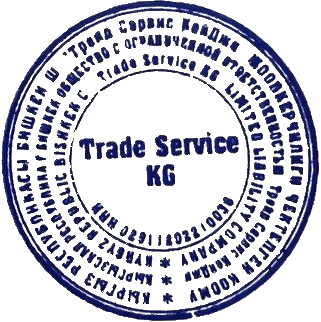 КЫРГЫЗ РЕСПУБЛИКАСЫ БИШКЕК Ш. "Трейд Сервис КейДжи" ЖООПКЕРЧИЛИГИ ЧЕКТЕЛГЕН КООМУ
КЫРГЫЗСКАЯ РЕСПУБЛИКА Г БИШКЕК ОБЩЕСТВО С ОГРАНИЧЕННОЙ ОТВЕТСТВЕННОСТЬЮ Трейд Сервис КейДжи
KYRGYZ REPUBLIC BISHKEK C Trade Service KG LIMITED LIABILITY COMPANY
ИНН
Trade Service
KG